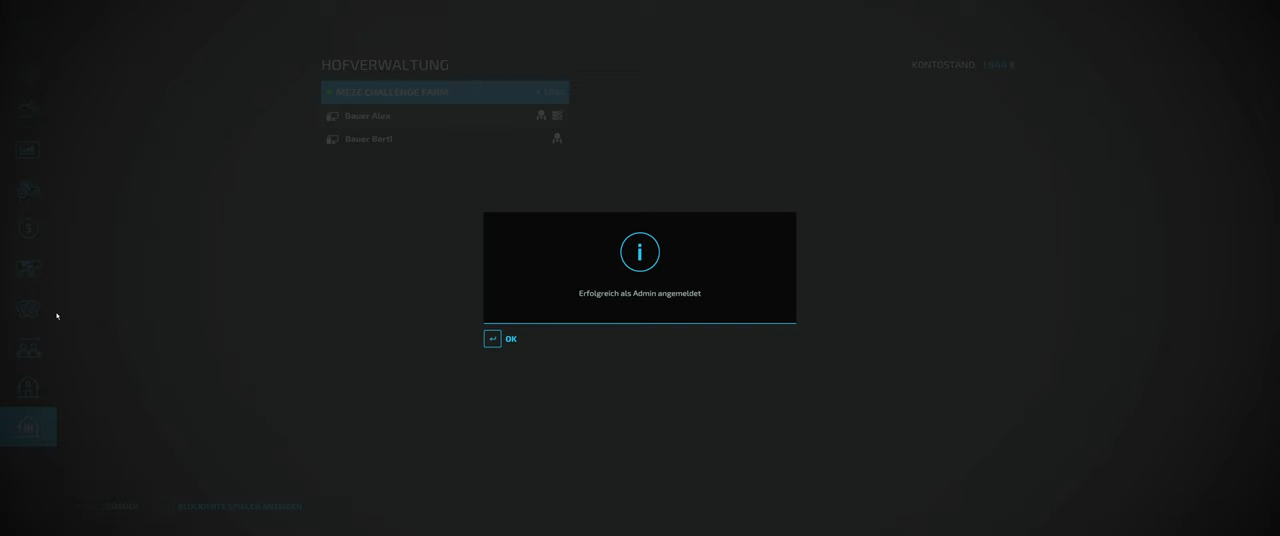 HOFVERWALTUNG
KONTOSTAND:
MEZE CHALLENGE FARM
Bauer Alex
Bauer Bertl
i
Erfolgreich als Admin angemeldet
OK
BLOCKIERTE SPIELER ANZEIGEN